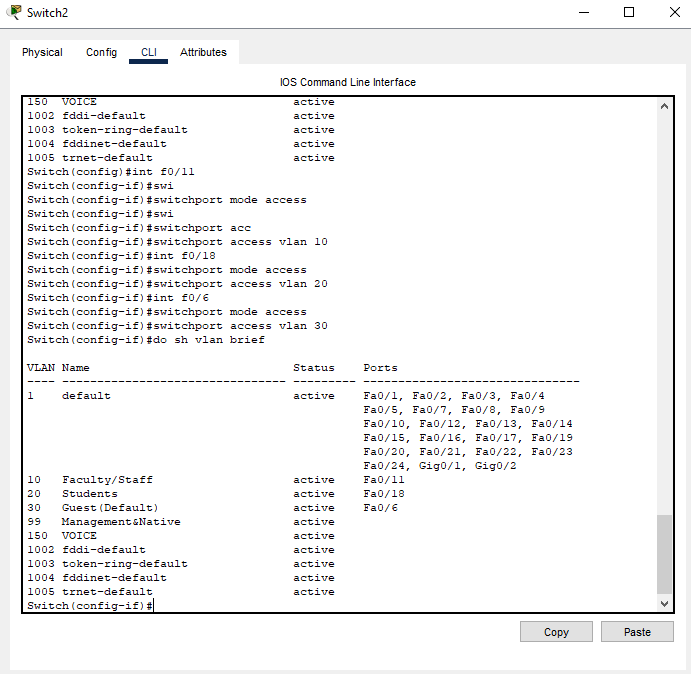 Switch2
Physical Config CLI Attributes
IOS Command Line Interface
150  VOICE                            active
1002 fddi-default                     active
1003 token-ring-default               active
1004 fddinet-default                  active
1005 trnet-default                    active
Switch(config)#int f0/11
Switch(config-if)#swi
Switch(config-if)#switchport mode access
Switch(config-if)#swi
Switch(config-if)#switchport acc
Switch(config-if)#switchport access vlan 10
Switch(config-if)#int f0/18
Switch(config-if)#switchport mode access
Switch(config-if)#switchport access vlan 20
Switch(config-if)#int f0/6
Switch(config-if)#switchport mode access
Switch(config-if)#switchport access vlan 30
Switch(config-if)#do sh vlan brief
VLAN Name                             Status    Ports
---- -------------------------------- --------- -------------------------------
1    default                          active    Fa0/1, Fa0/2, Fa0/3, Fa0/4
                                                Fa0/5, Fa0/7, Fa0/8, Fa0/9
                                                Fa0/10, Fa0/12, Fa0/13, Fa0/14
                                                Fa0/15, Fa0/16, Fa0/17, Fa0/19
                                                Fa0/20, Fa0/21, Fa0/22, Fa0/23
                                                Fa0/24, Gig0/1, Gig0/2
10   Faculty/Staff                    active    Fa0/11
20   Students                         active    Fa0/18
30   Guest(Default)                   active    Fa0/6
99   Management&Native                active
150  VOICE                            active
1002 fddi-default                     active
1003 token-ring-default               active
1004 fddinet-default                  active
1005 trnet-default                    active
Switch(config-if)#
Copy Paste